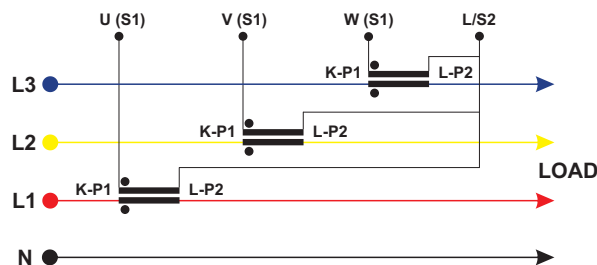 U (S1) V (S1) W (S1) L/S2
K-P1 L-P2
L3
K-P1 L-P2
L2
LOAD
K-P1 L-P2
L1
N